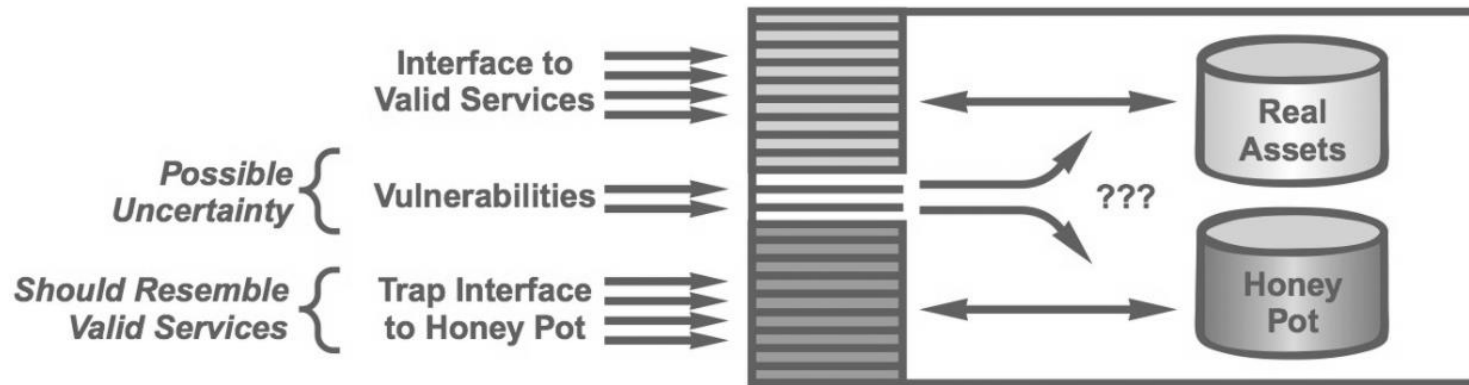 Interface to
Valid Services
Real
Assets
Possible
Uncertainty
Vulnerabilities
???
Should Resemble
Valid Services
Trap Interface
to Honey Pot
Honey
Pot